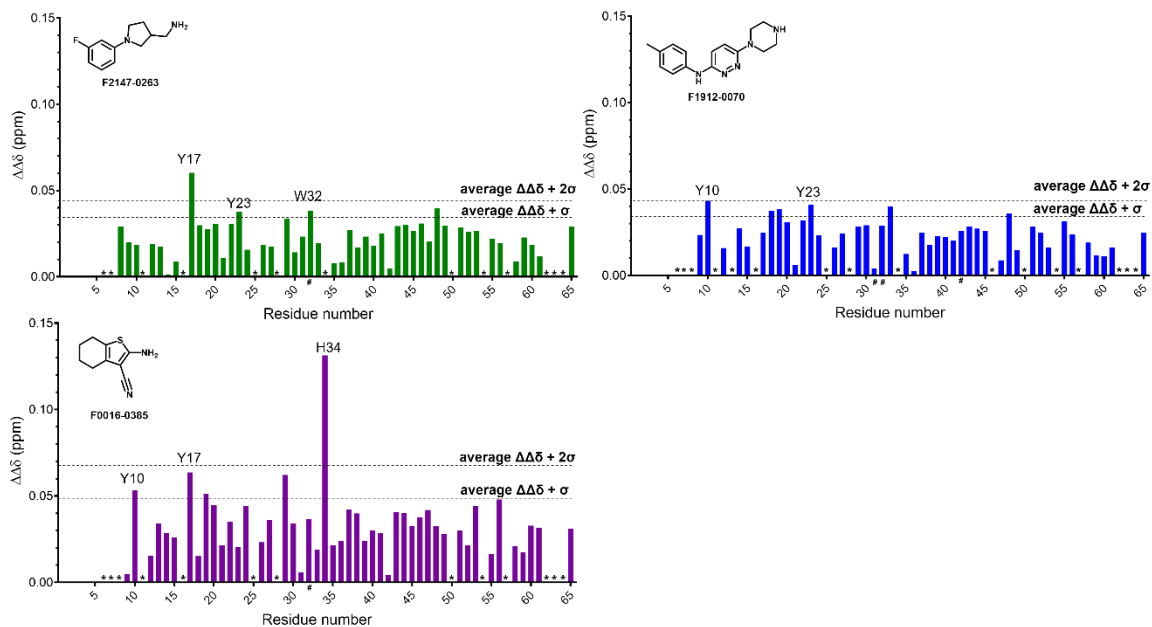 0.15
0.10
0.05
0.00
ΔΔδ (ppm)
F
N
NH₂
F2147-0263
Y17
Y23
W32
average ΔΔδ + 2σ
average ΔΔδ + σ
* * * * * * * * * * * *
5 10 15 20 25 30 35 40 45 50 55 60 65
#
Residue number
0.15
0.10
0.05
0.00
ΔΔδ (ppm)
NH
N
N
N
N
H
F1912-0070
Y10
Y23
average ΔΔδ + 2σ
average ΔΔδ + σ
* * * * * * * * * * * * * * *
5 10 15 20 25 30 35 40 45 50 55 60 65
# # #
Residue number
0.15
0.10
0.05
0.00
ΔΔδ (ppm)
S
NH₂
N
F0016-0385
Y10
Y17
H34
average ΔΔδ + 2σ
average ΔΔδ + σ
* * * * * * * * * * * * *
5 10 15 20 25 30 35 40 45 50 55 60 65
#
Residue number